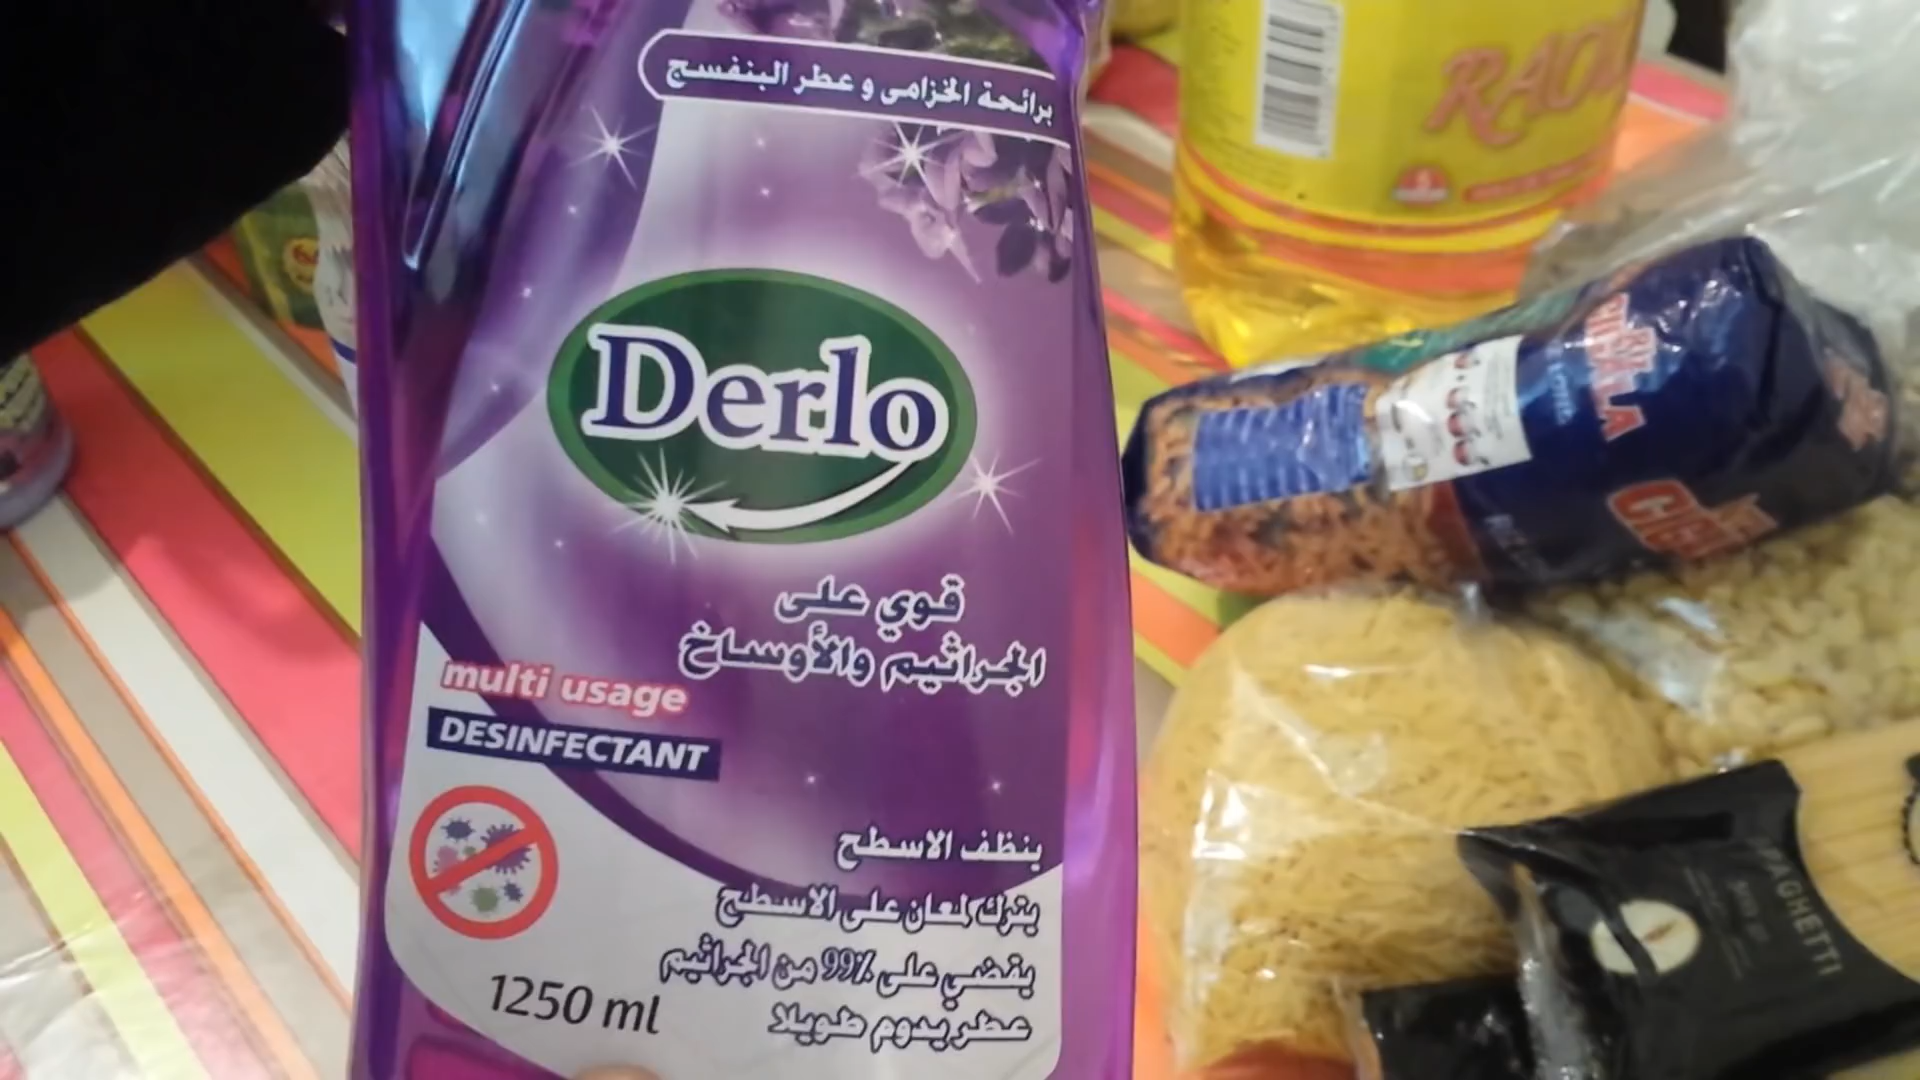 برائحة الخزامى و عطر البنفسج
Derlo
قوي على
الجراثيم والأوساخ
multi usage
DESINFECTANT
ينظف الاسطح
يترك لمعان على الاسطح
يقضي على 99% من الجراثيم
عطر يدوم طويلا
1250 ml
SPAGHETTI